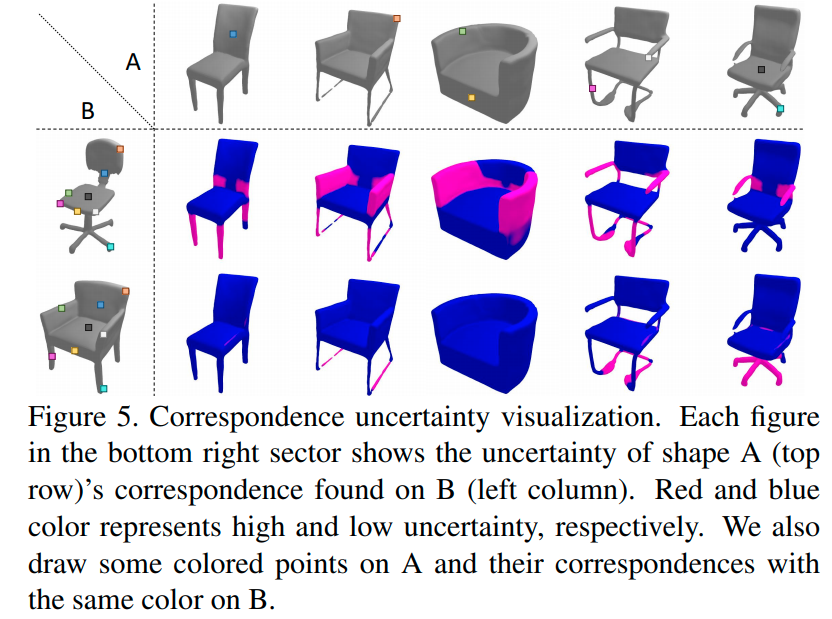 A
B
Figure 5. Correspondence uncertainty visualization. Each figure
in the bottom right sector shows the uncertainty of shape A (top
row)’s correspondence found on B (left column). Red and blue
color represents high and low uncertainty, respectively. We also
draw some colored points on A and their correspondences with
the same color on B.